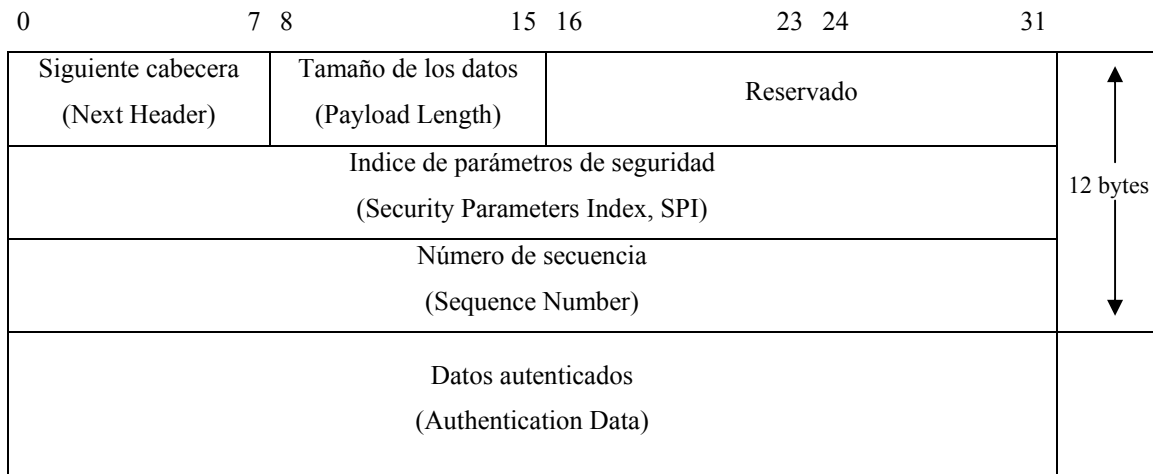 0 7 8 15 16 23 24 31
Siguiente cabecera
(Next Header)
Tamaño de los datos
(Payload Length)
Reservado
Indice de parámetros de seguridad
(Security Parameters Index, SPI)
12 bytes
Número de secuencia
(Sequence Number)
Datos autenticados
(Authentication Data)